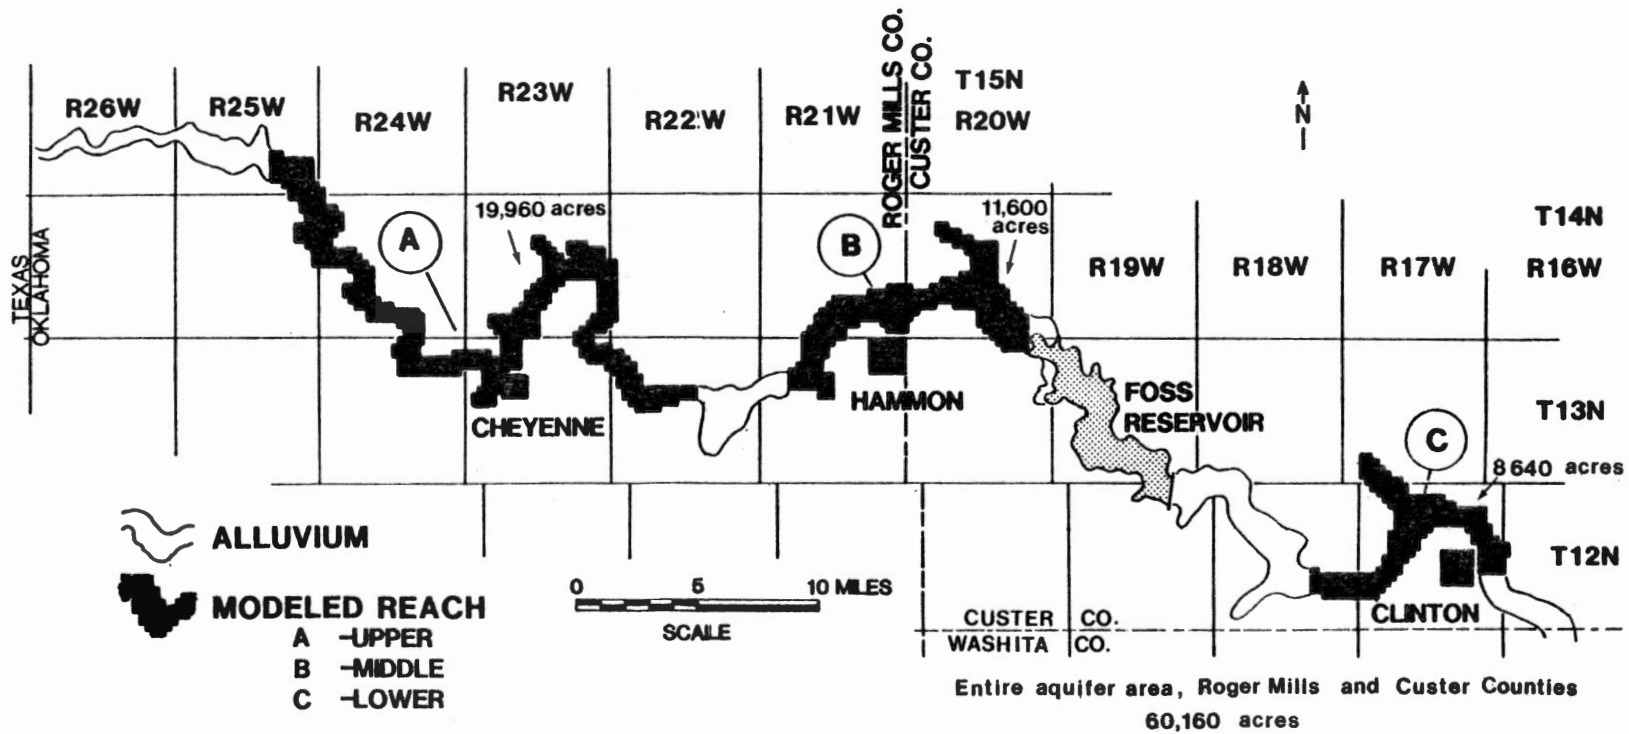 ROGER MILLS CO.
CUSTER CO.
T15N
R26W
R25W
R24W
R23W
R22W
R21W
R20W
N
T14N
19,960 acres
11,600
acres
A
B
R19W
R18W
R17W
R16W
TEXAS
OKLAHOMA
CHEYENNE
HAMMON
FOSS
RESERVOIR
T13N
C
8640 acres
ALLUVIUM
T12N
MODELED REACH
A -UPPER
B -MIDDLE
C -LOWER
0 5 10 MILES
SCALE
CLINTON
CUSTER CO.
WASHITA CO.
Entire aquifer area, Roger Mills and Custer Counties
60,160 acres